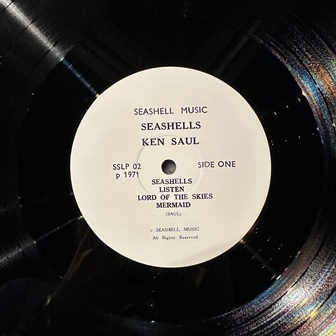 SEASHELL MUSIC
SEASHELLS
KEN SAUL
SSLP 02 SIDE ONE
p 1971
SEASHELLS
LISTEN
LORD OF THE SKIES
MERMAID
(SAUL)
c SEASHELL MUSIC
All Rights Reserved